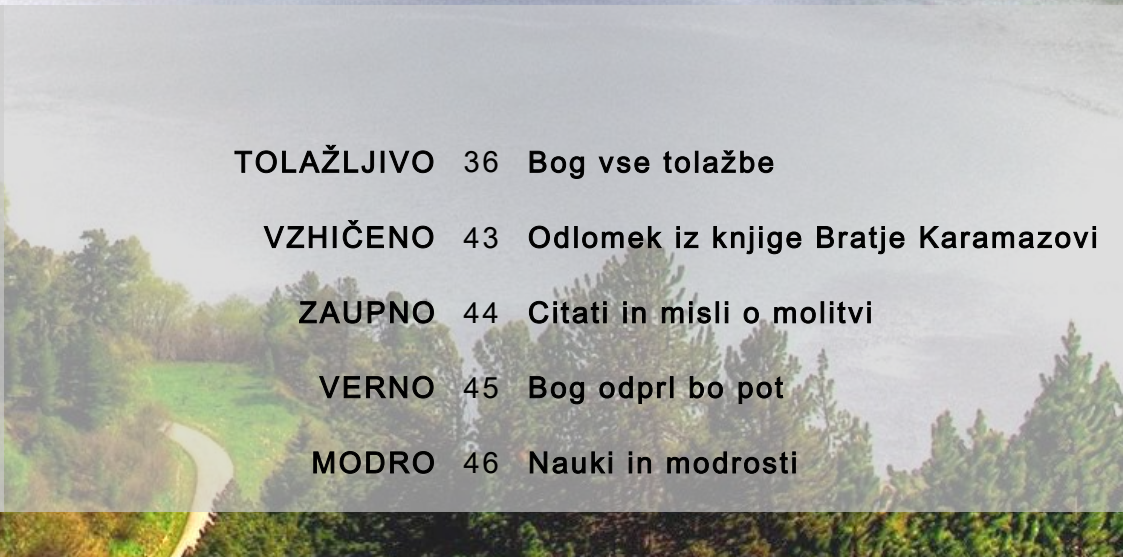 TOLAŽLJIVO 36 Bog vse tolažbe
VZHIČENO 43 Odlomek iz knjige Bratje Karamazovi
ZAUPNO 44 Citati in misli o molitvi
VERNO 45 Bog odprl bo pot
MODRO 46 Nauki in modrosti